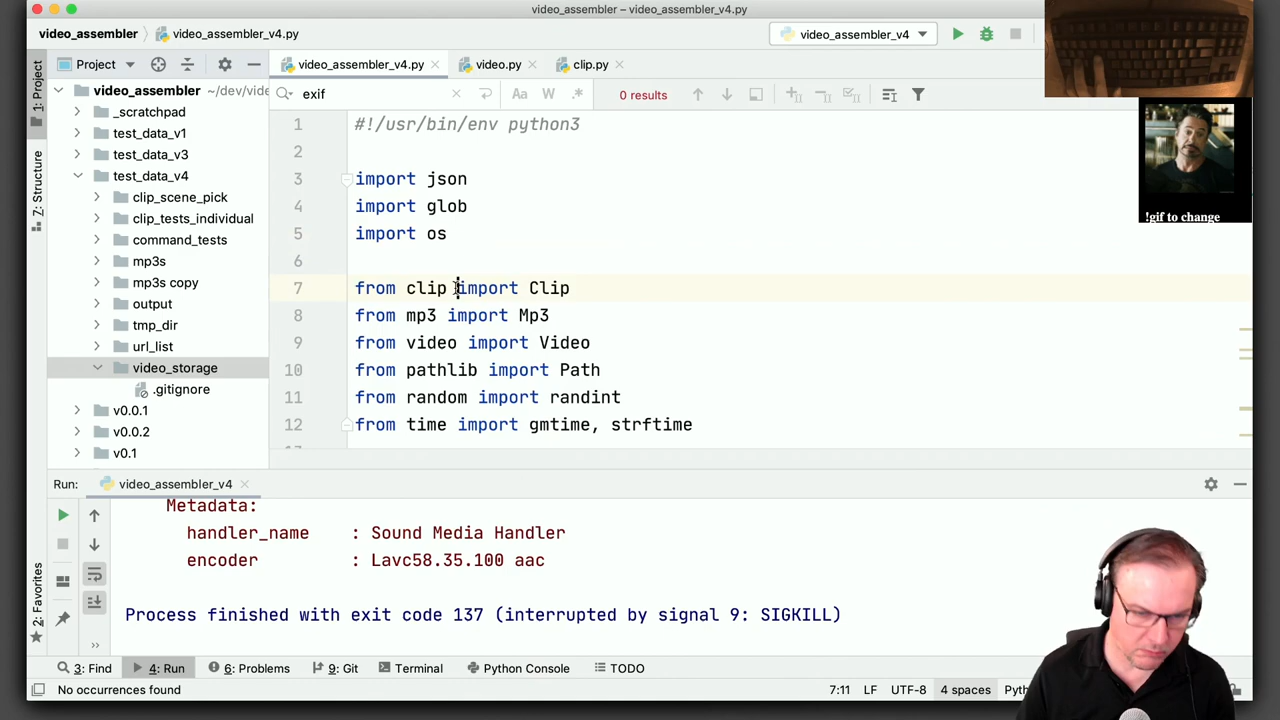 video_assembler – video_assembler_v4.py
video_assembler
video_assembler_v4.py
video_assembler_v4
1: Project
Project
video_assembler_v4.py
video.py
clip.py
video_assembler ~/dev/vide
exif
Aa
W
.*
0 results
_scratchpad
test_data_v1
test_data_v3
test_data_v4
clip_scene_pick
clip_tests_individual
command_tests
mp3s
mp3s copy
output
tmp_dir
url_list
video_storage
.gitignore
v0.0.1
v0.0.2
v0.1
Z: Structure
2: Favorites
1 #!/usr/bin/env python3
2
3 import json
4 import glob
5 import os
6
7 from clip import Clip
8 from mp3 import Mp3
9 from video import Video
10 from pathlib import Path
11 from random import randint
12 from time import gmtime, strftime
!gif to change
Run:
video_assembler_v4
Metadata:
handler_name : Sound Media Handler
encoder : Lavc58.35.100 aac
Process finished with exit code 137 (interrupted by signal 9: SIGKILL)
3: Find
4: Run
6: Problems
9: Git
Terminal
Python Console
TODO
No occurrences found
7:11
LF
UTF-8
4 spaces
Pyth